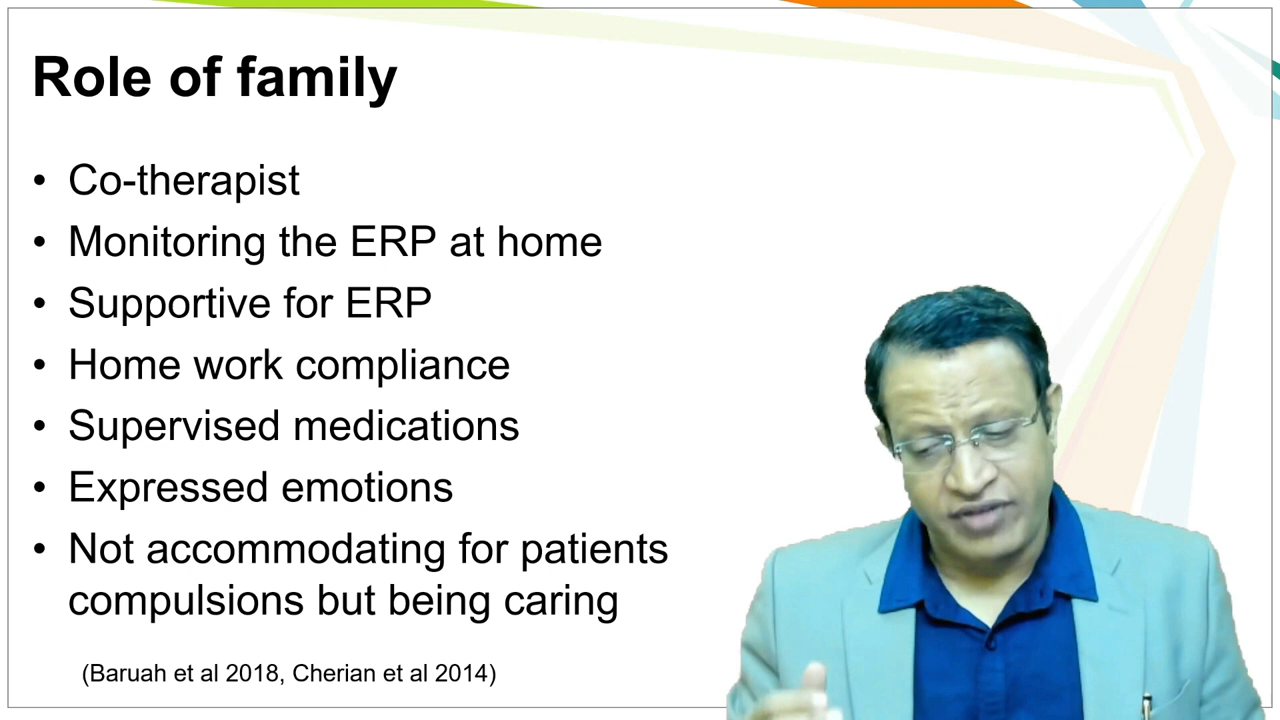 Role of family
• Co-therapist
• Monitoring the ERP at home
• Supportive for ERP
• Home work compliance
• Supervised medications
• Expressed emotions
• Not accommodating for patients
compulsions but being caring
(Baruah et al 2018, Cherian et al 2014)